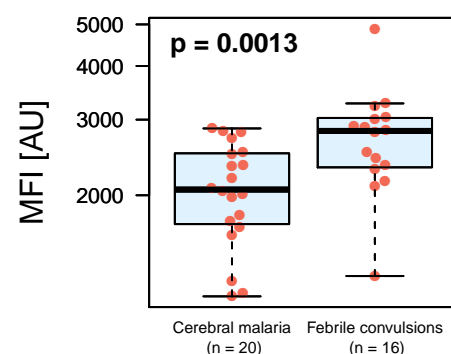 5000
p = 0.0013
4000
3000
2000
MFI [AU]
Cerebral malaria Febrile convulsions
(n = 20) (n = 16)